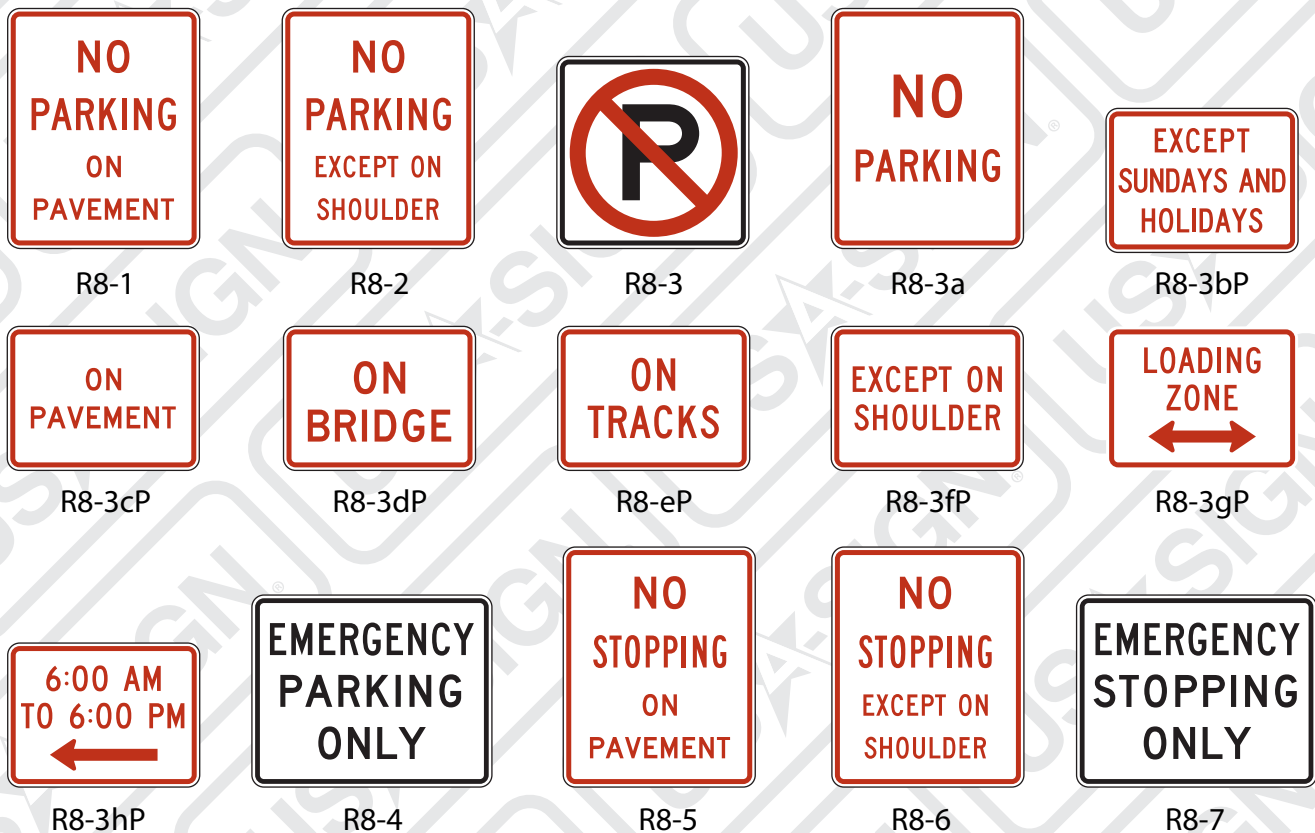 NO
PARKING
ON
PAVEMENT
R8-1
NO
PARKING
EXCEPT ON
SHOULDER
R8-2
P
R8-3
NO
PARKING
R8-3a
EXCEPT
SUNDAYS AND
HOLIDAYS
R8-3bP
ON
PAVEMENT
R8-3cP
ON
BRIDGE
R8-3dP
ON
TRACKS
R8-eP
EXCEPT ON
SHOULDER
R8-3fP
LOADING
ZONE
R8-3gP
6:00 AM
TO 6:00 PM
R8-3hP
EMERGENCY
PARKING
ONLY
R8-4
NO
STOPPING
ON
PAVEMENT
R8-5
NO
STOPPING
EXCEPT ON
SHOULDER
R8-6
EMERGENCY
STOPPING
ONLY
R8-7